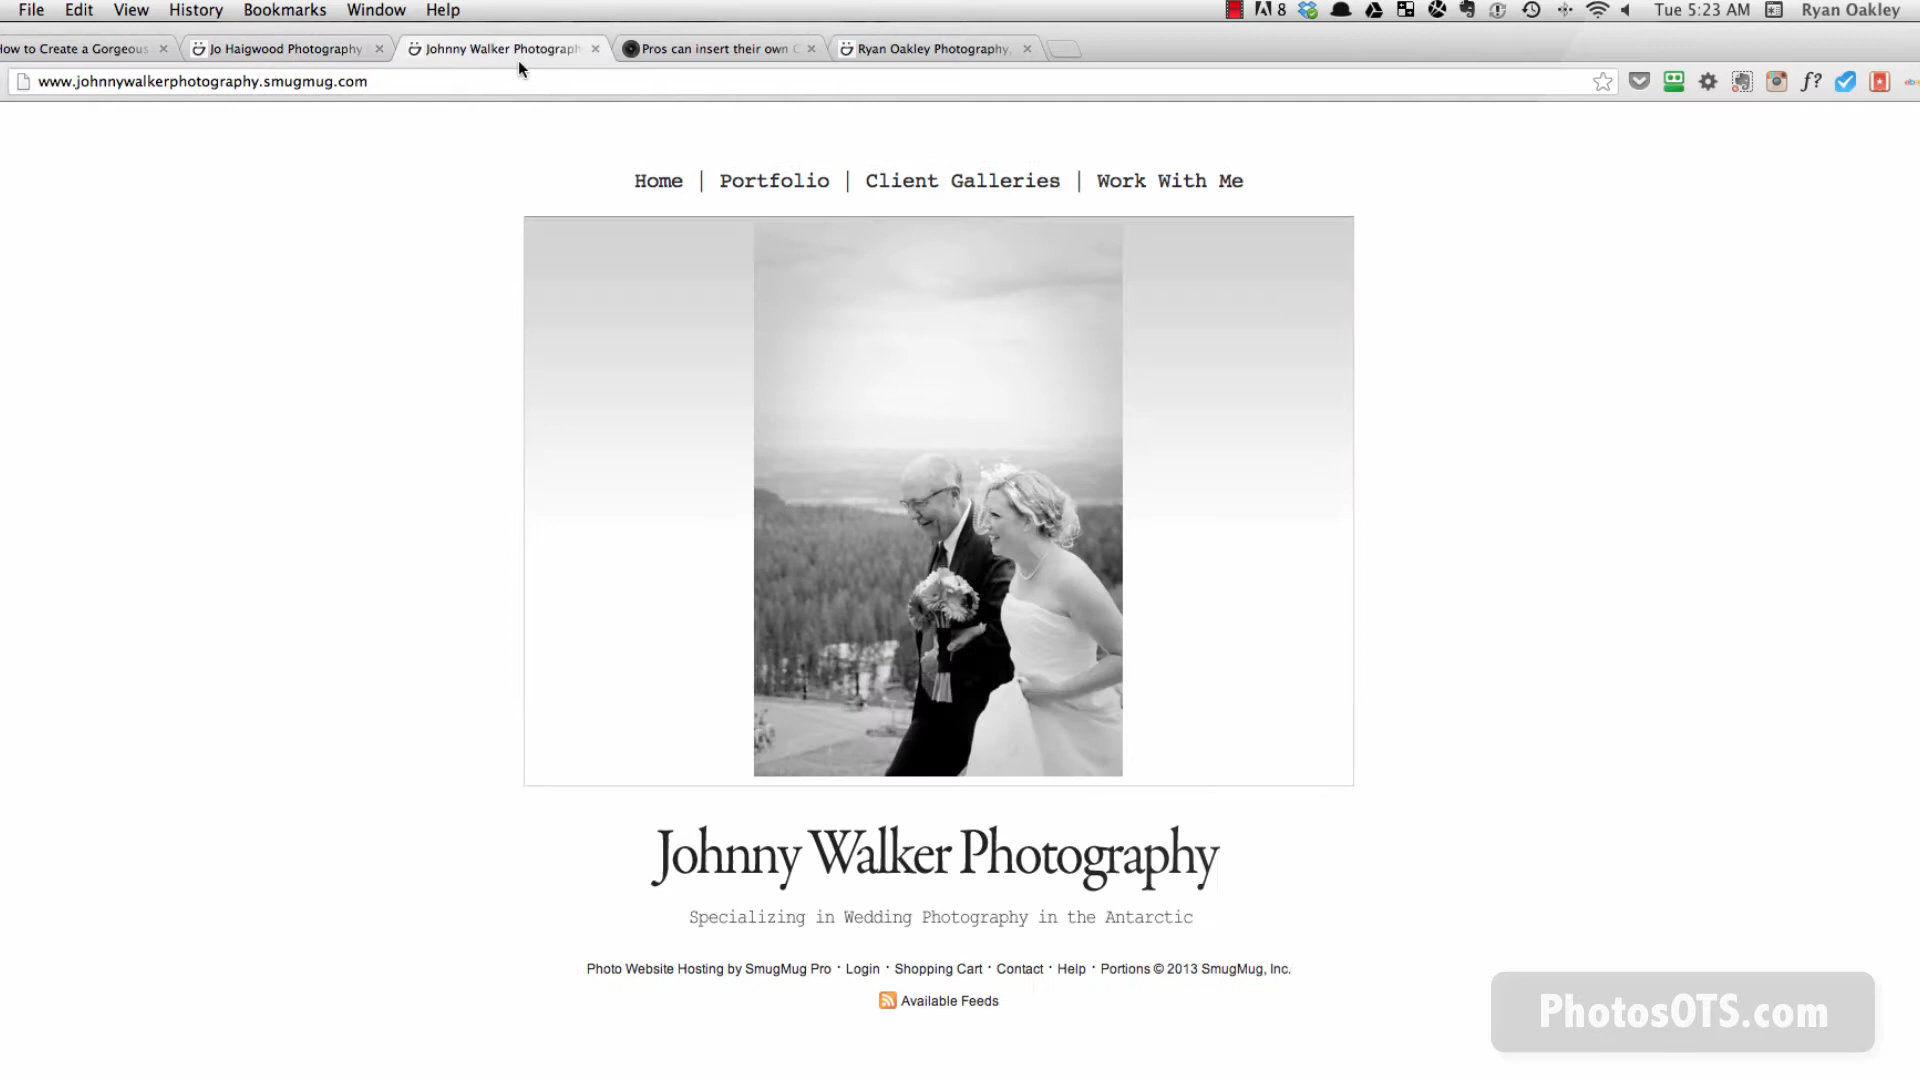 File Edit View History Bookmarks Window Help 8 Tue 5:23 AM Ryan Oakley
How to Create a Gorgeous Jo Haigwood Photography Johnny Walker Photograph Pros can insert their own C Ryan Oakley Photography,
www.johnnywalkerphotography.smugmug.com f?
Home | Portfolio | Client Galleries | Work With Me
Johnny Walker Photography
Specializing in Wedding Photography in the Antarctic
Photo Website Hosting by SmugMug Pro · Login · Shopping Cart · Contact · Help · Portions © 2013 SmugMug, Inc.
Available Feeds
PhotosOTS.com